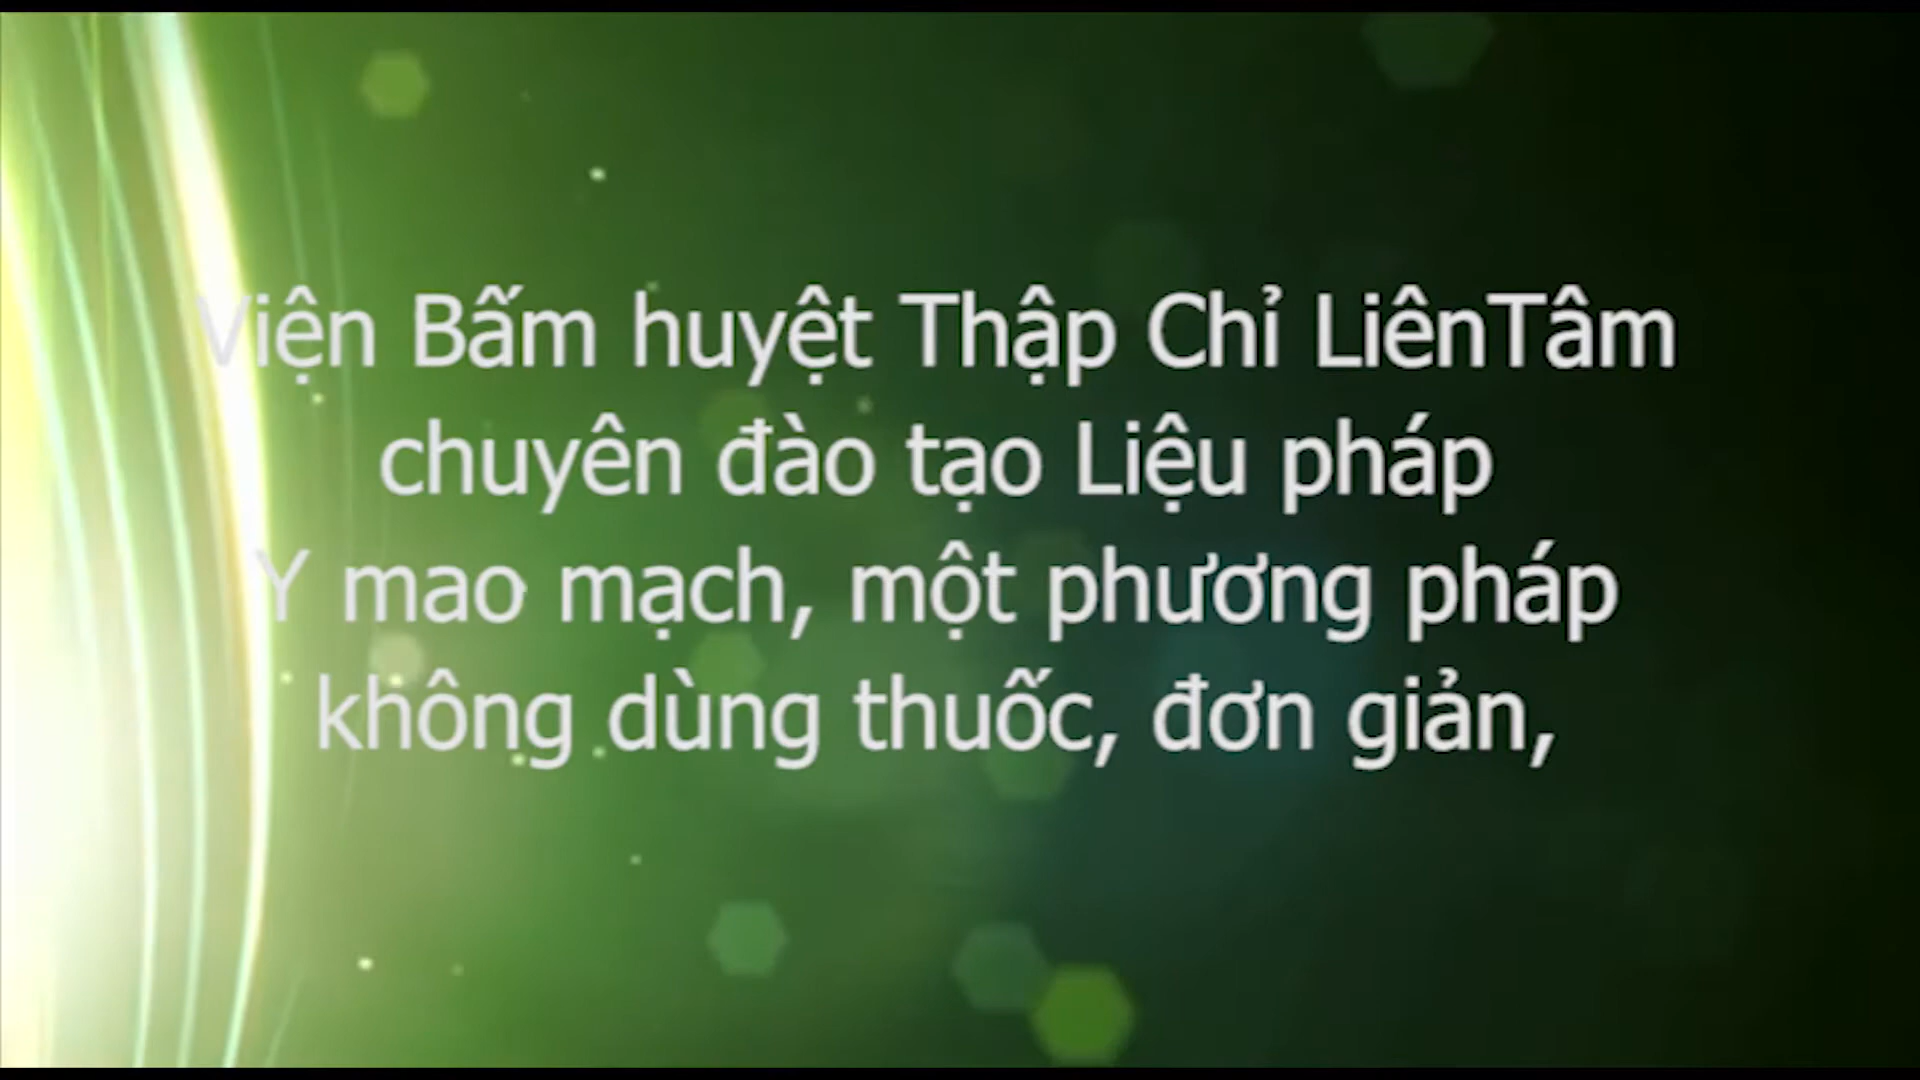 Viện Bấm huyệt Thập Chỉ LiênTâm
chuyên đào tạo Liệu pháp
Y mao mạch, một phương pháp
không dùng thuốc, đơn giản,